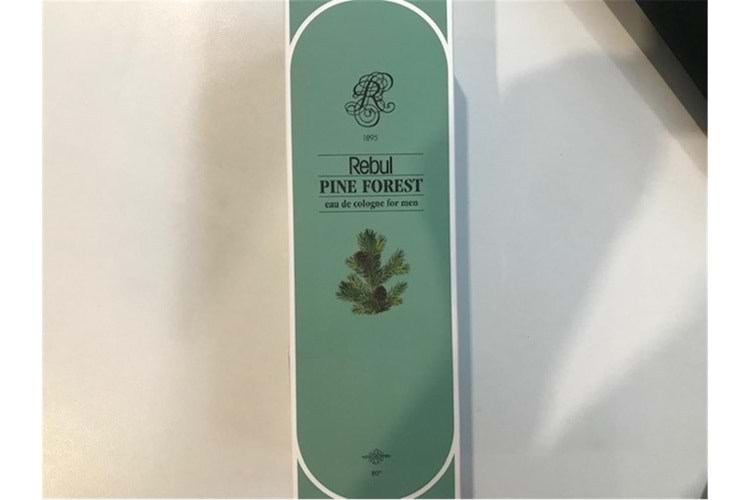 R
1895
Rebul
PINE FOREST
eau de cologne for men
80°